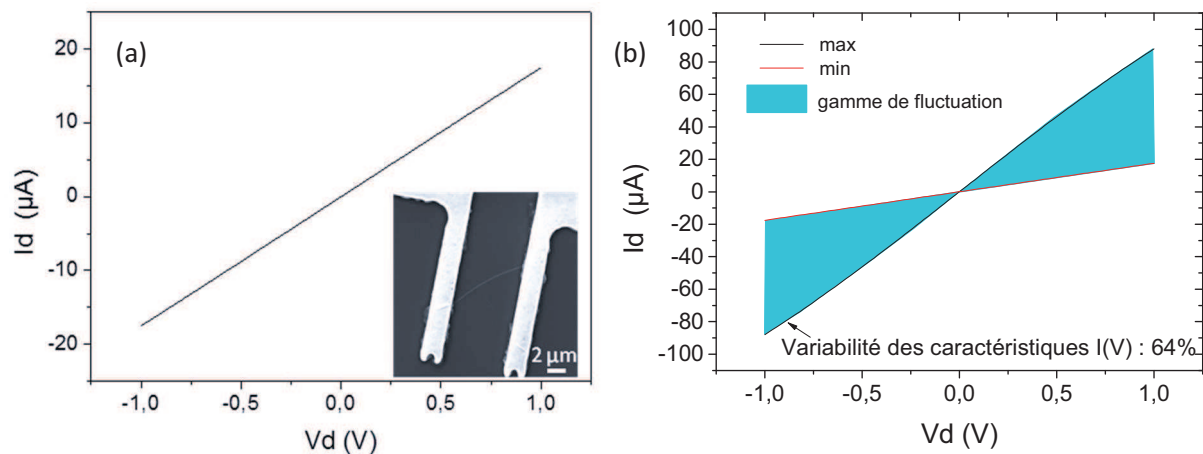 (a)
20
10
0
-10
-20
Id (µA)
-1,0 -0,5 0,0 0,5 1,0
Vd (V)
2 µm
(b)
max
min
gamme de fluctuation
100
80
60
40
20
0
-20
-40
-60
-80
-100
Id (µA)
Variabilité des caractéristiques I(V) : 64%
-1,0 -0,5 0,0 0,5 1,0
Vd (V)